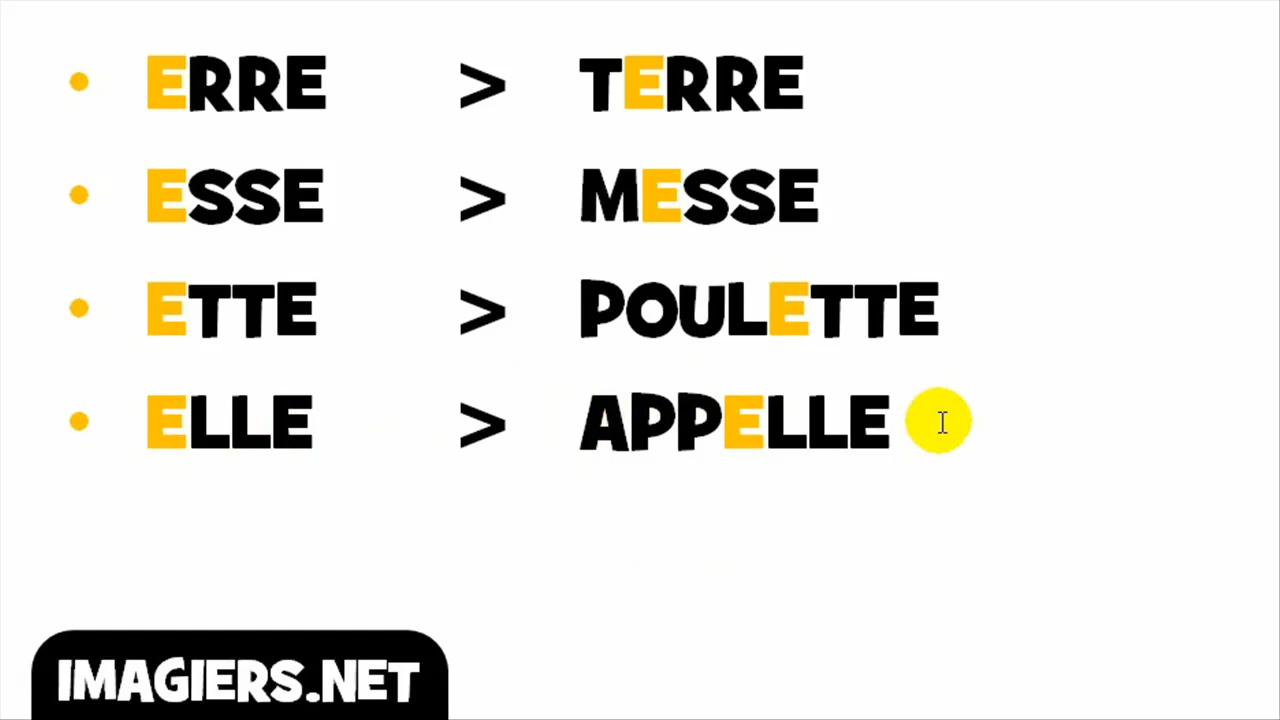 • ERRE > TERRE
• ESSE > MESSE
• ETTE > POULETTE
• ELLE > APPELLE
IMAGIERS.NET